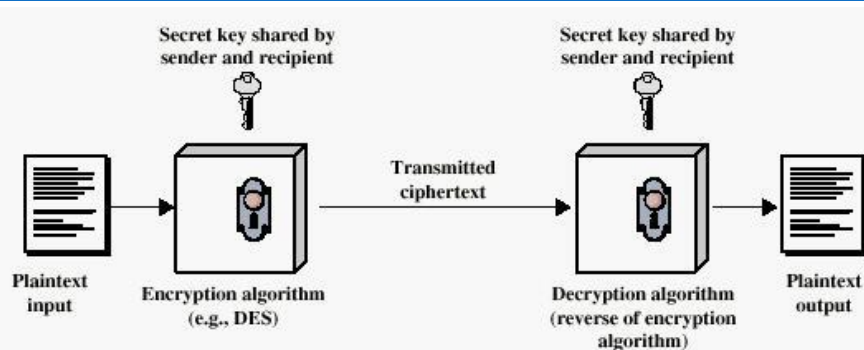 Secret key shared by
sender and recipient
Secret key shared by
sender and recipient
Transmitted
ciphertext
Plaintext
input
Encryption algorithm
(e.g., DES)
Decryption algorithm
(reverse of encryption
algorithm)
Plaintext
output